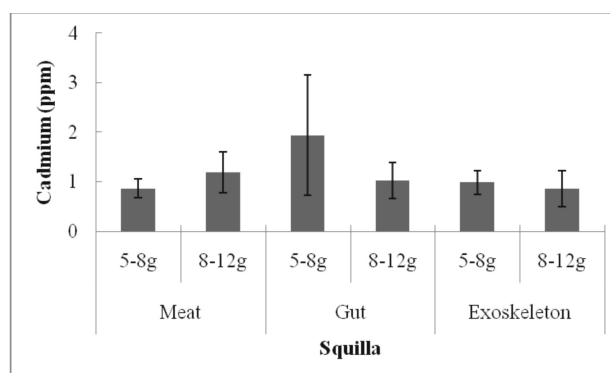 Cadmium (ppm)
4
3
2
1
0
5-8g 8-12g 5-8g 8-12g 5-8g 8-12g
Meat Gut Exoskeleton
Squilla